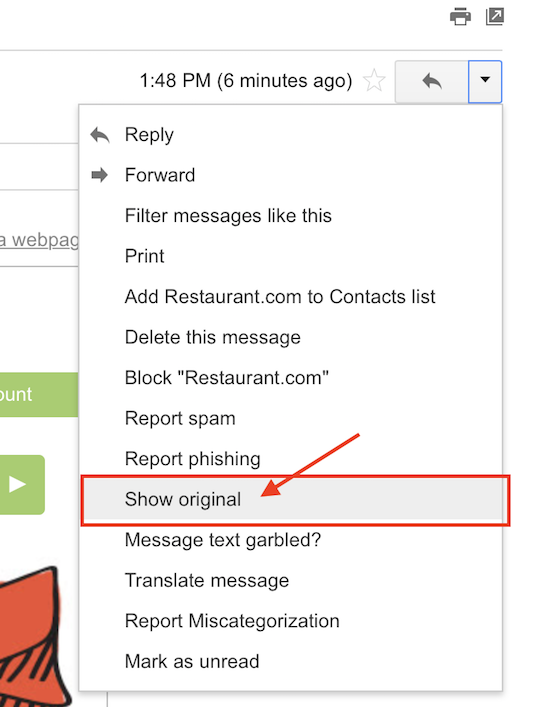 1:48 PM (6 minutes ago)
Reply
Forward
Filter messages like this
a webpag
Print
Add Restaurant.com to Contacts list
Delete this message
Block "Restaurant.com"
ount
Report spam
Report phishing
Show original
Message text garbled?
Translate message
Report Miscategorization
Mark as unread